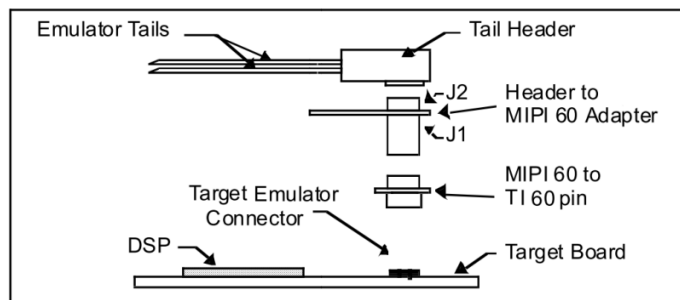 Emulator Tails
Tail Header
J2
Header to
MIPI 60 Adapter
J1
MIPI 60 to
TI 60 pin
Target Emulator
Connector
DSP
Target Board